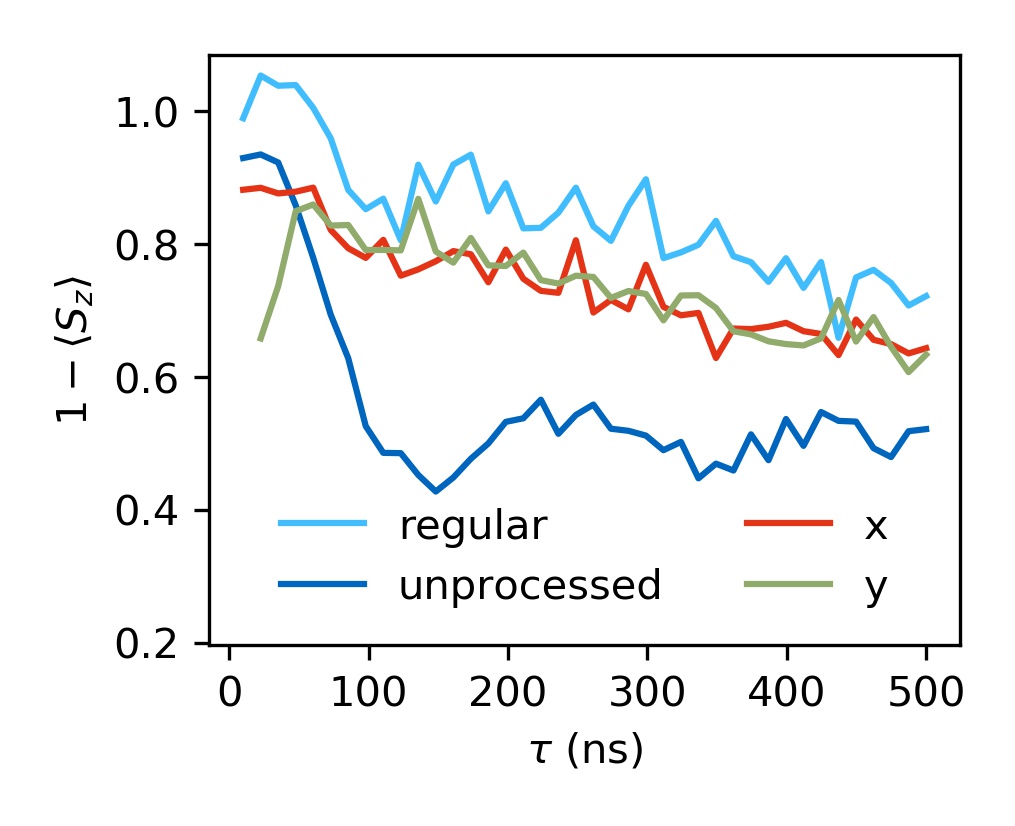 1.0
0.8
0.6
0.4
0.2
1 − ⟨S_z⟩
regular
unprocessed
x
y
0 100 200 300 400 500
τ (ns)